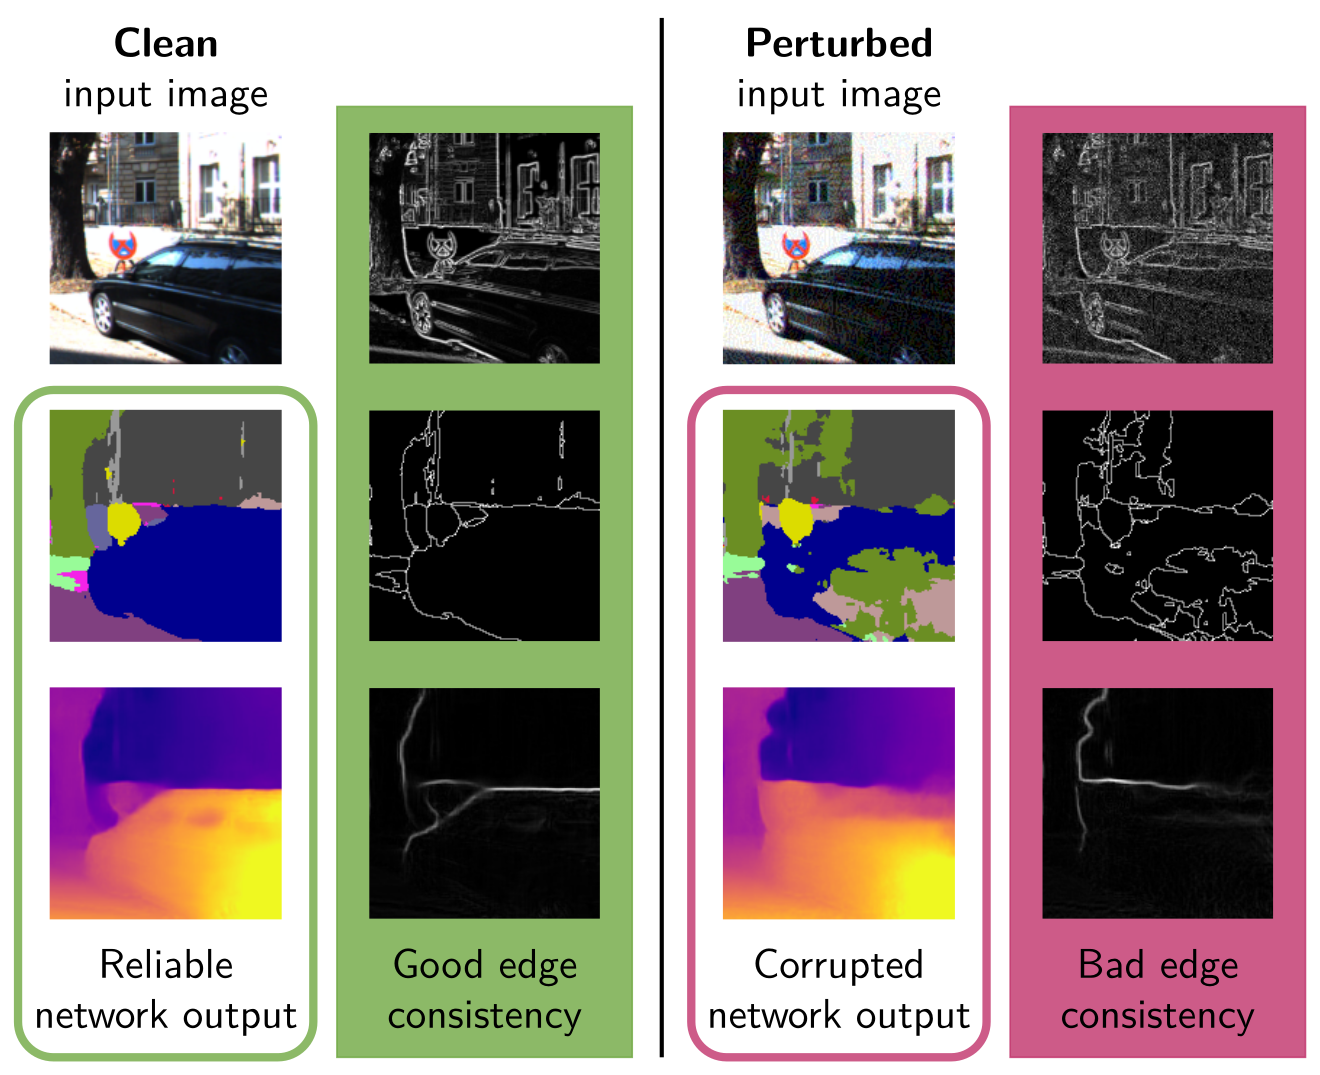 Clean
input image
Reliable
network output
Good edge
consistency
Perturbed
input image
Corrupted
network output
Bad edge
consistency